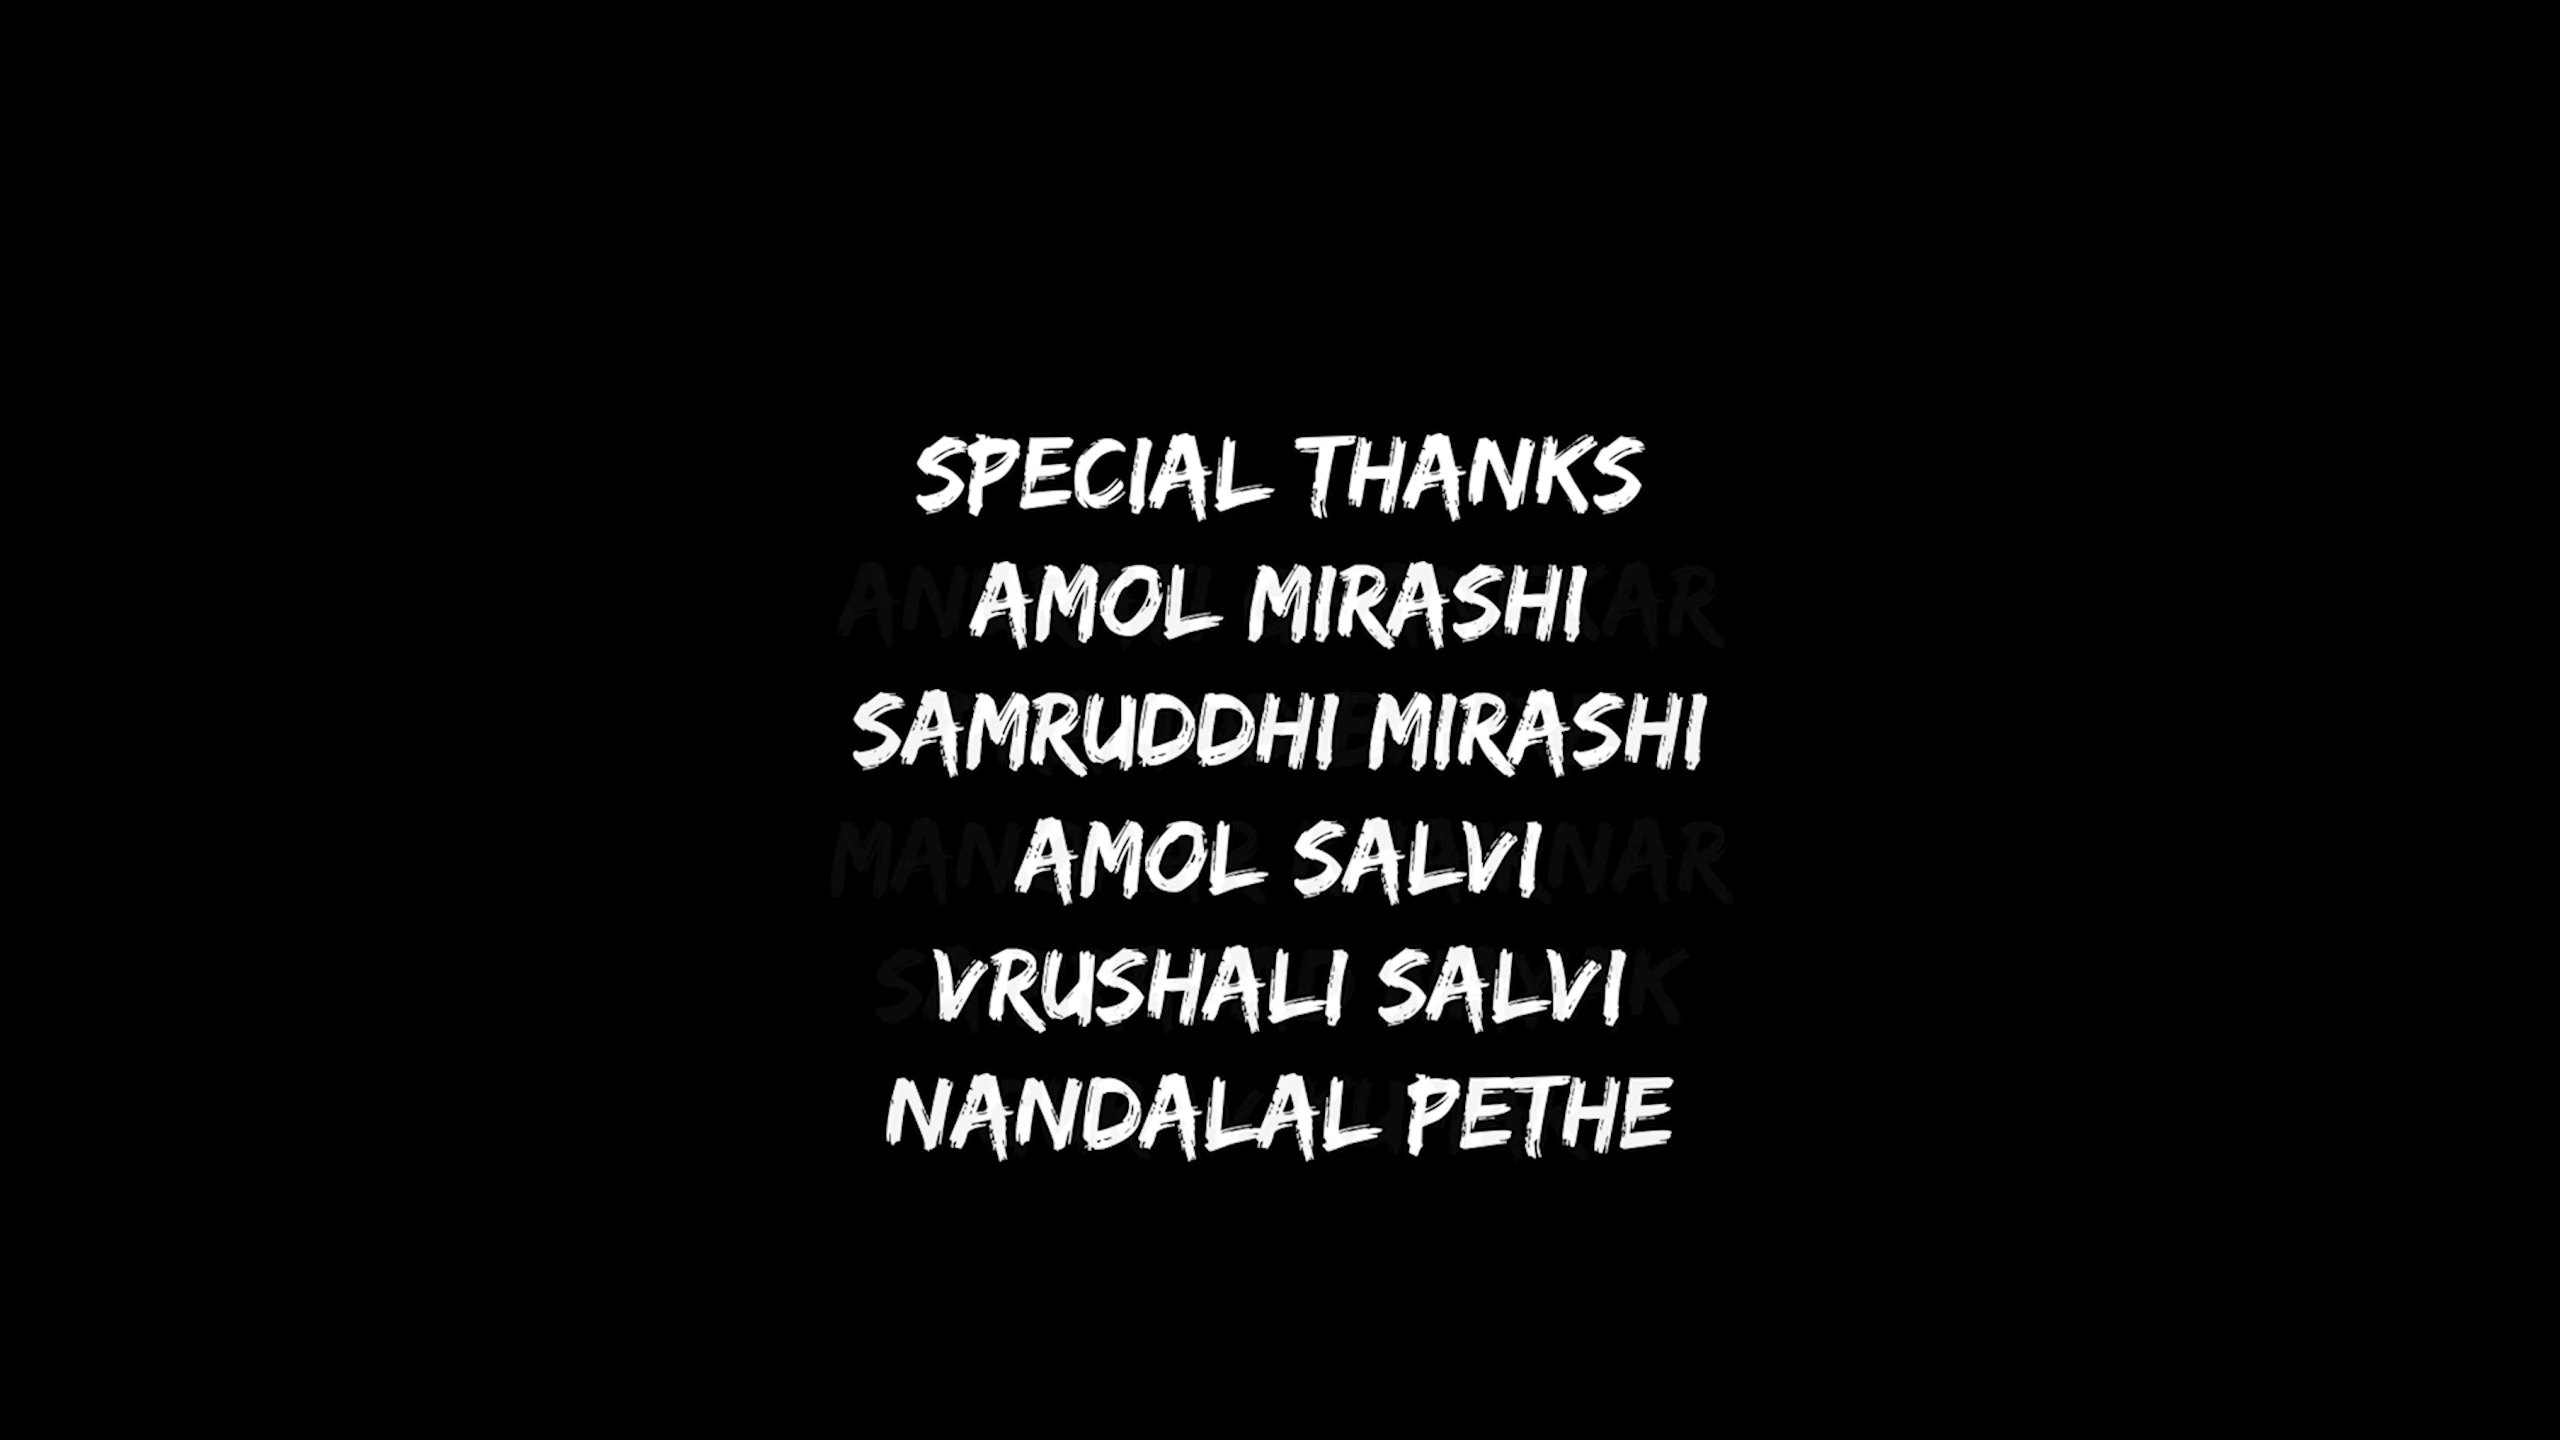 SPECIAL THANKS
AMOL MIRASHI
SAMRUDDHI MIRASHI
AMOL SALVI
VRUSHALI SALVI
NANDALAL PETHE